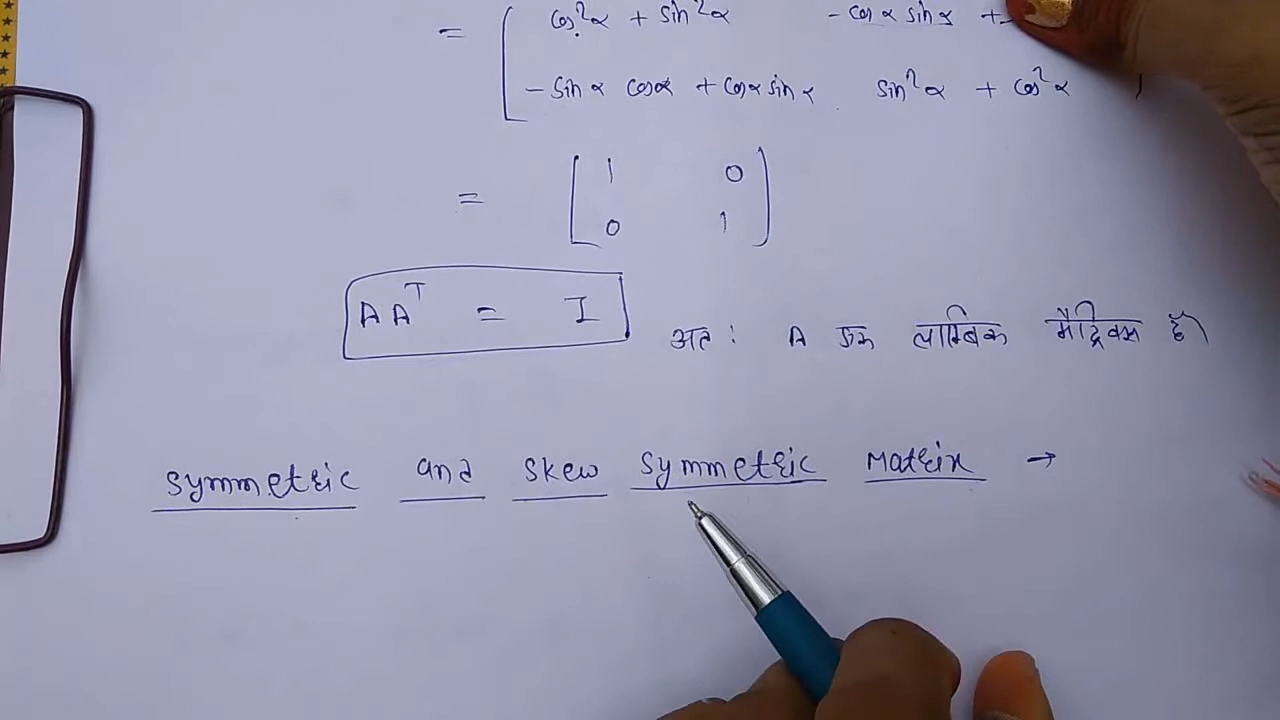 = [ cos²α + sin²α   - cosα sinα +
- sinα cosα + cosα sinα   sin²α + cos²α ]
= [ 1 0
0 1 ]
AAᵀ = I अतः A एक लाम्बिक मैट्रिक्स है।
Symmetric and Skew Symmetric Matrix →